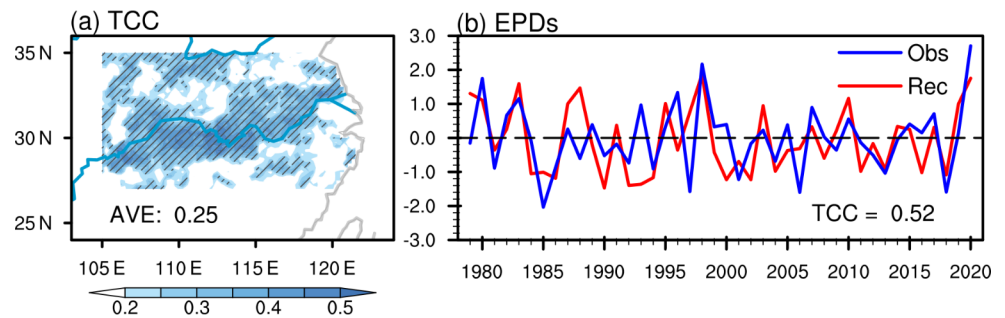 (a) TCC
35 N
30 N
25 N
AVE: 0.25
105 E 110 E 115 E 120 E
0.2 0.3 0.4 0.5
(b) EPDs
3.0
2.0
1.0
0.0
-1.0
-2.0
-3.0
Obs
Rec
TCC = 0.52
1980 1985 1990 1995 2000 2005 2010 2015 2020